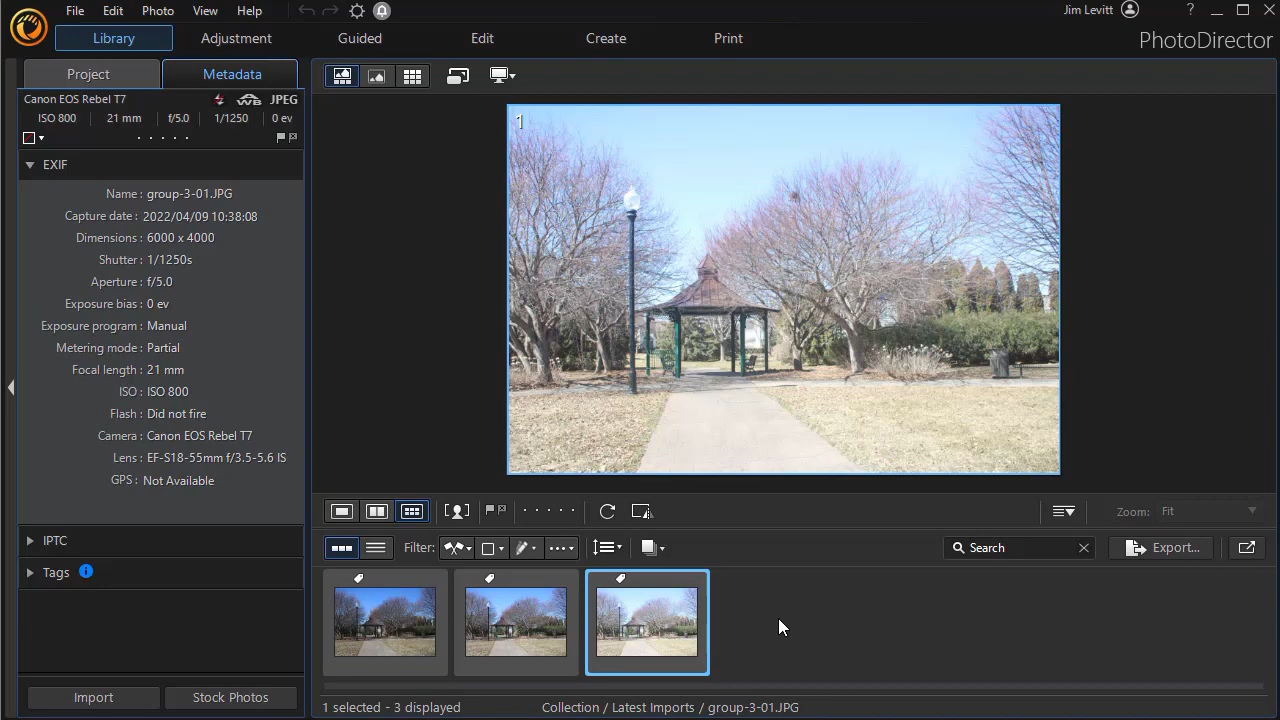 File Edit Photo View Help
Jim Levitt
?
Library Adjustment Guided Edit Create Print
PhotoDirector
Project Metadata
Canon EOS Rebel T7 WB JPEG
ISO 800 21 mm f/5.0 1/1250 0 ev
EXIF
Name : group-3-01.JPG
Capture date : 2022/04/09 10:38:08
Dimensions : 6000 x 4000
Shutter : 1/1250s
Aperture : f/5.0
Exposure bias : 0 ev
Exposure program : Manual
Metering mode : Partial
Focal length : 21 mm
ISO : ISO 800
Flash : Did not fire
Camera : Canon EOS Rebel T7
Lens : EF-S18-55mm f/3.5-5.6 IS
GPS : Not Available
IPTC
Tags i
Import Stock Photos
1
Zoom: Fit
Filter:
Search
Export...
1 selected - 3 displayed Collection / Latest Imports / group-3-01.JPG